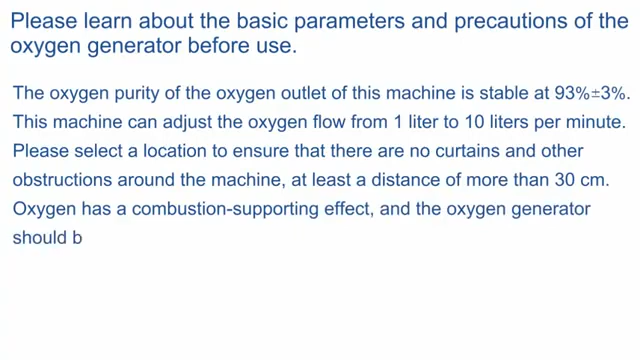 Please learn about the basic parameters and precautions of the
oxygen generator before use.
The oxygen purity of the oxygen outlet of this machine is stable at 93%±3%.
This machine can adjust the oxygen flow from 1 liter to 10 liters per minute.
Please select a location to ensure that there are no curtains and other
obstructions around the machine, at least a distance of more than 30 cm.
Oxygen has a combustion-supporting effect, and the oxygen generator
should b